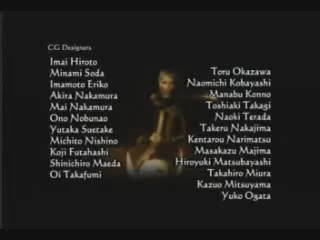 CG Designers
Imai Hiroto
Minami Soda
Imamoto Eriko
Akira Nakamura
Mai Nakamura
Ono Nobunao
Yutaka Suetake
Michito Nishino
Koji Futahashi
Shinichiro Maeda
Oi Takafumi
Toru Okazawa
Naomichi Kobayashi
Manabu Konno
Toshiaki Takagi
Naoki Terada
Takeru Nakajima
Kentarou Narimatsu
Masakazu Majima
Hiroyuki Matsubayashi
Takahiro Miura
Kazuo Mitsuyama
Yuko Ogata